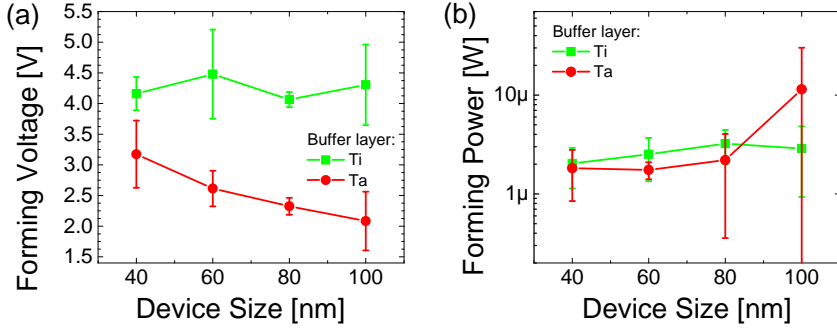 (a)
Forming Voltage [V]
5.5
5.0
4.5
4.0
3.5
3.0
2.5
2.0
1.5
Buffer layer:
Ti
Ta
40 60 80 100
Device Size [nm]
(b)
Forming Power [W]
10µ
1µ
Buffer layer:
Ti
Ta
40 60 80 100
Device Size [nm]